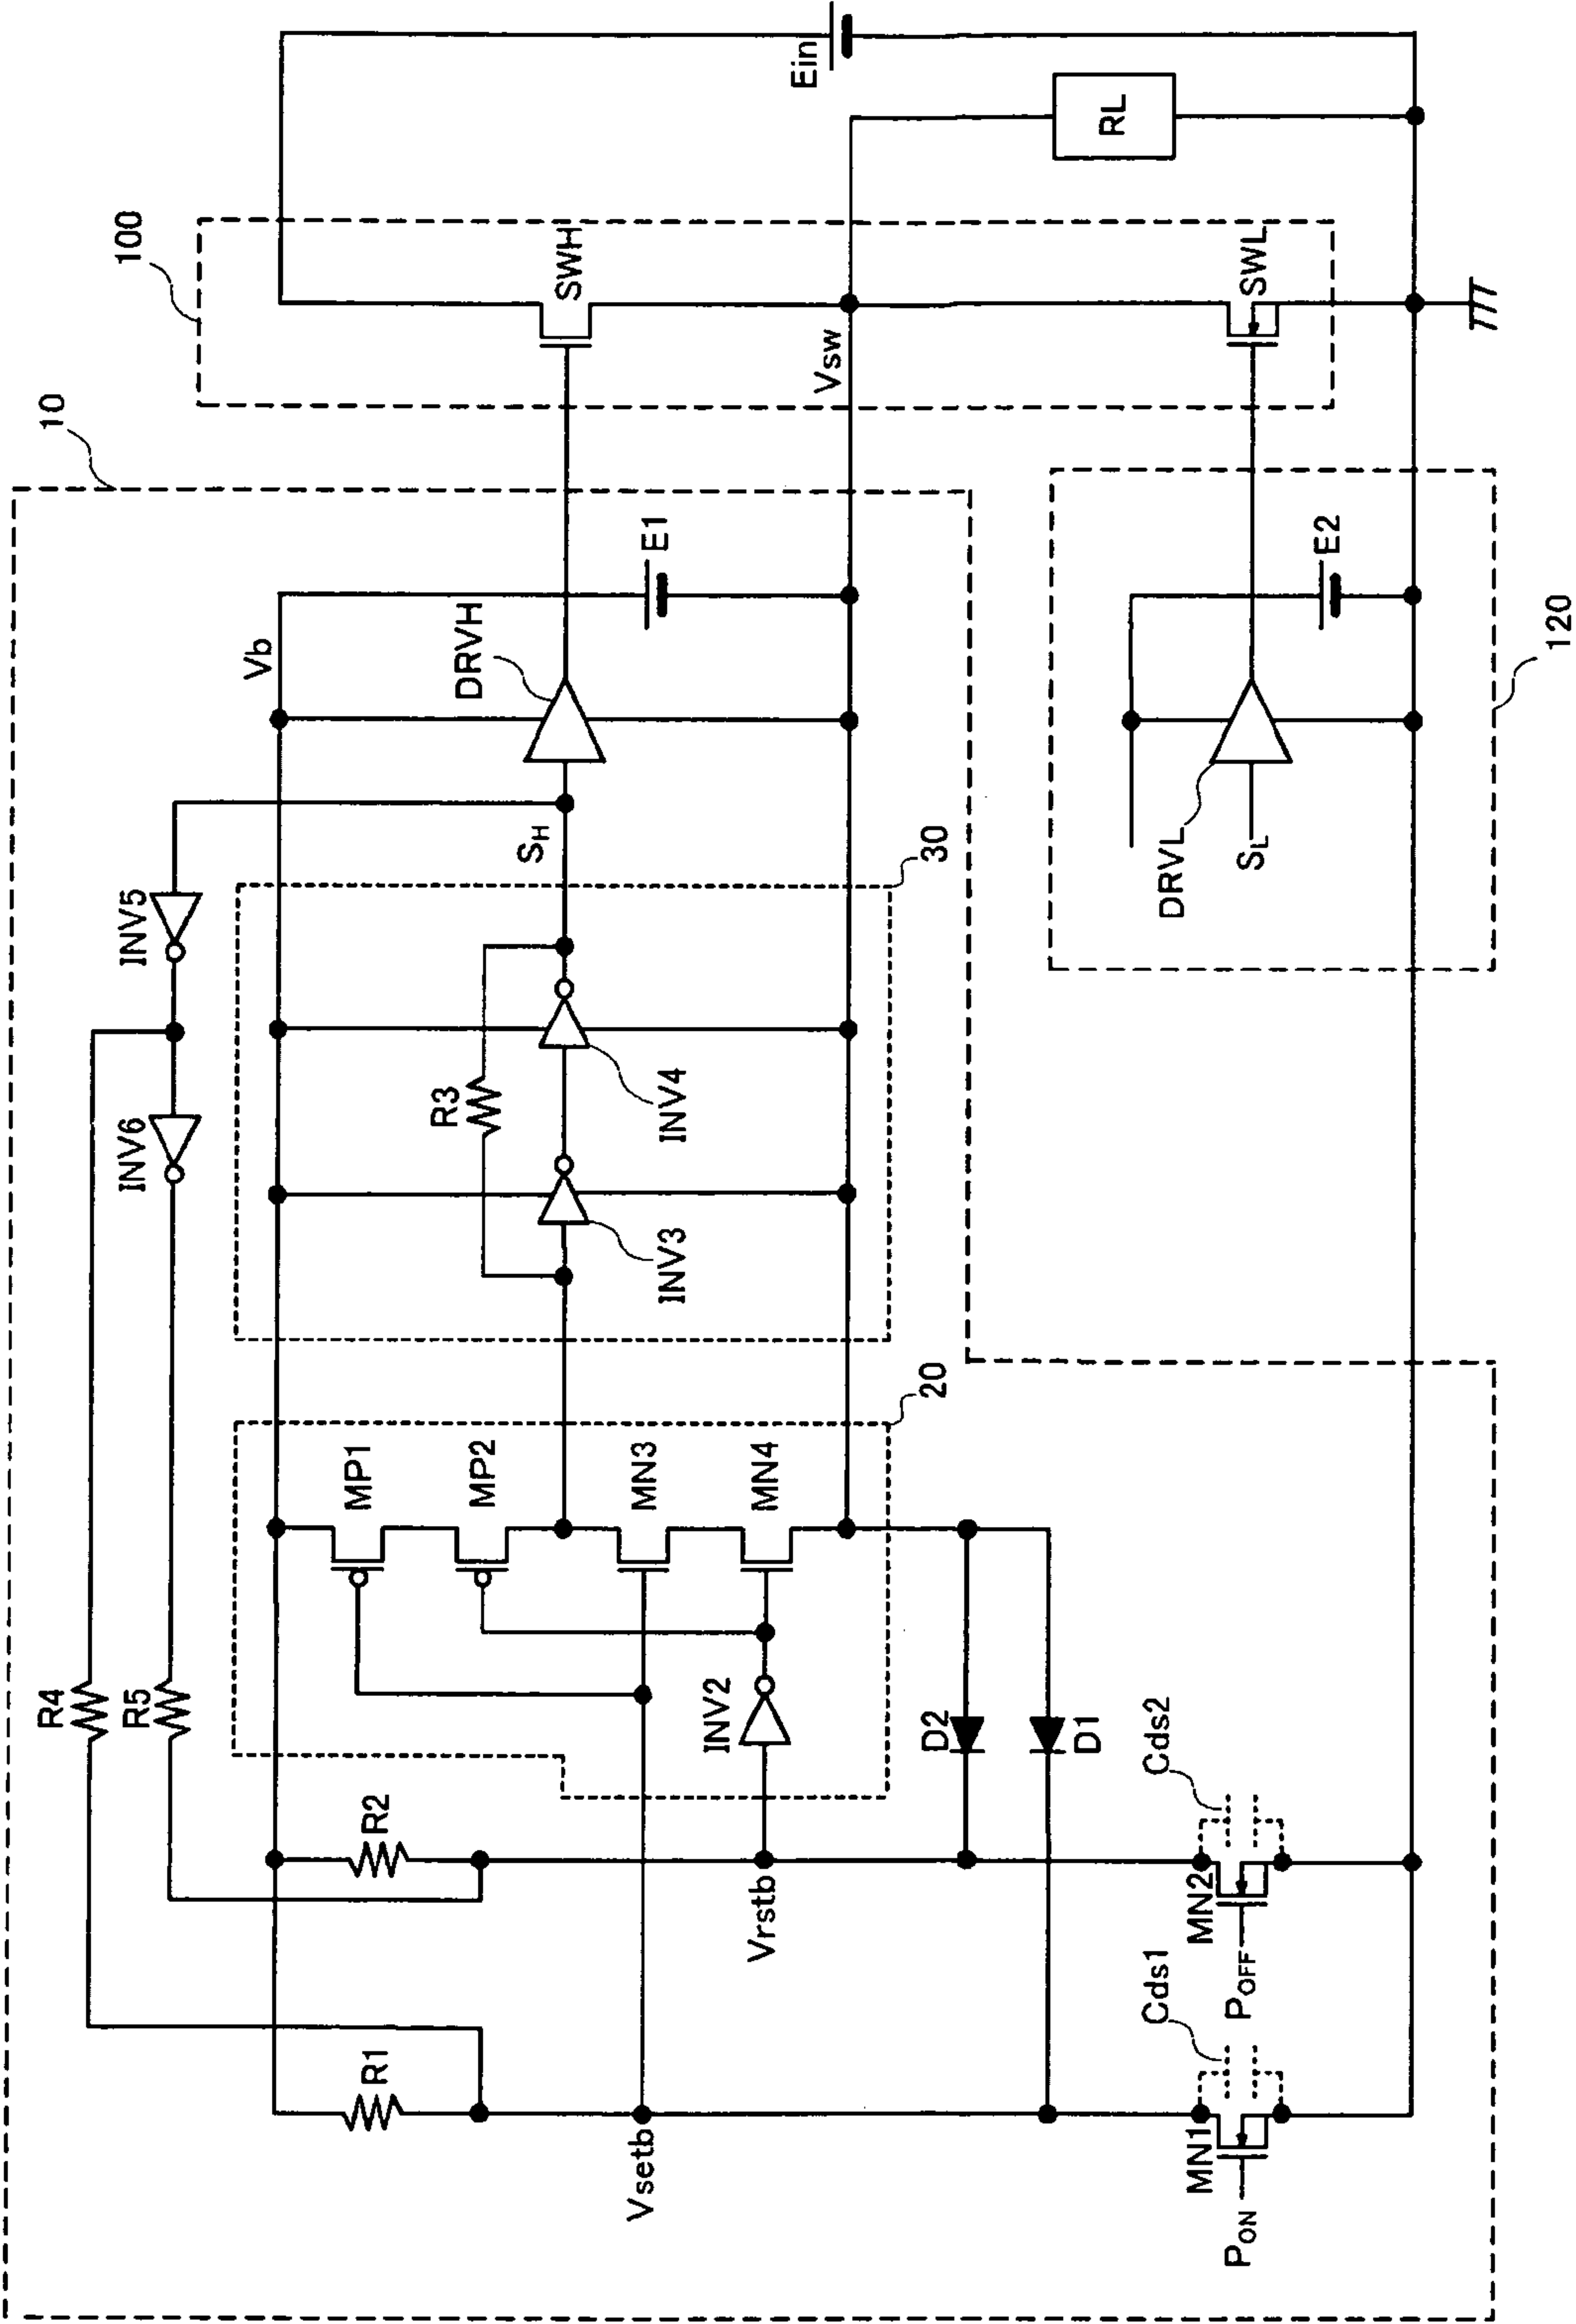 10
100
R4
R5
INV6
INV5
Vb
Ein
R1
R2
MP1
MP2
MN3
MN4
INV2
20
R3
INV3
INV4
30
SH
DRVH
E1
SWH
Vsw
RL
Vsetb
Vrstb
D2
D1
Cds1
Cds2
MN1
MN2
PON
POFF
DRVL
SL
E2
SWL
120